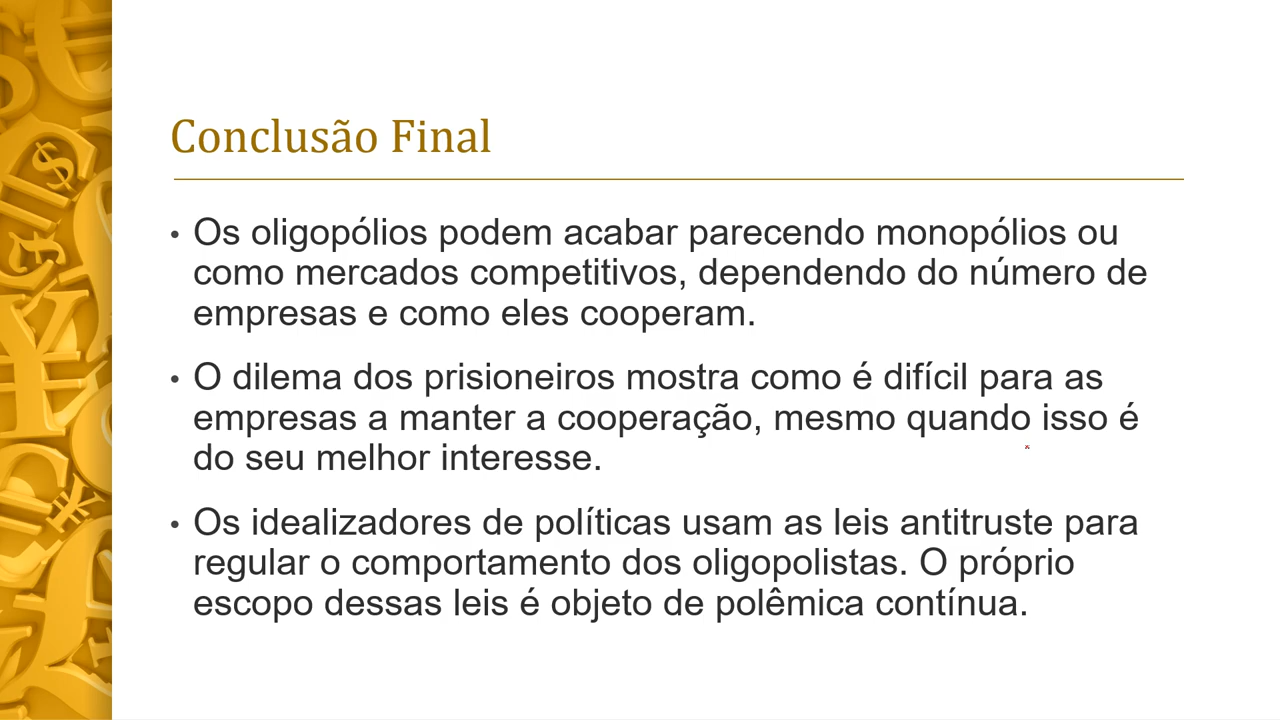 Conclusão Final
• Os oligopólios podem acabar parecendo monopólios ou
como mercados competitivos, dependendo do número de
empresas e como eles cooperam.
• O dilema dos prisioneiros mostra como é difícil para as
empresas a manter a cooperação, mesmo quando isso é
do seu melhor interesse.
• Os idealizadores de políticas usam as leis antitruste para
regular o comportamento dos oligopolistas. O próprio
escopo dessas leis é objeto de polêmica contínua.